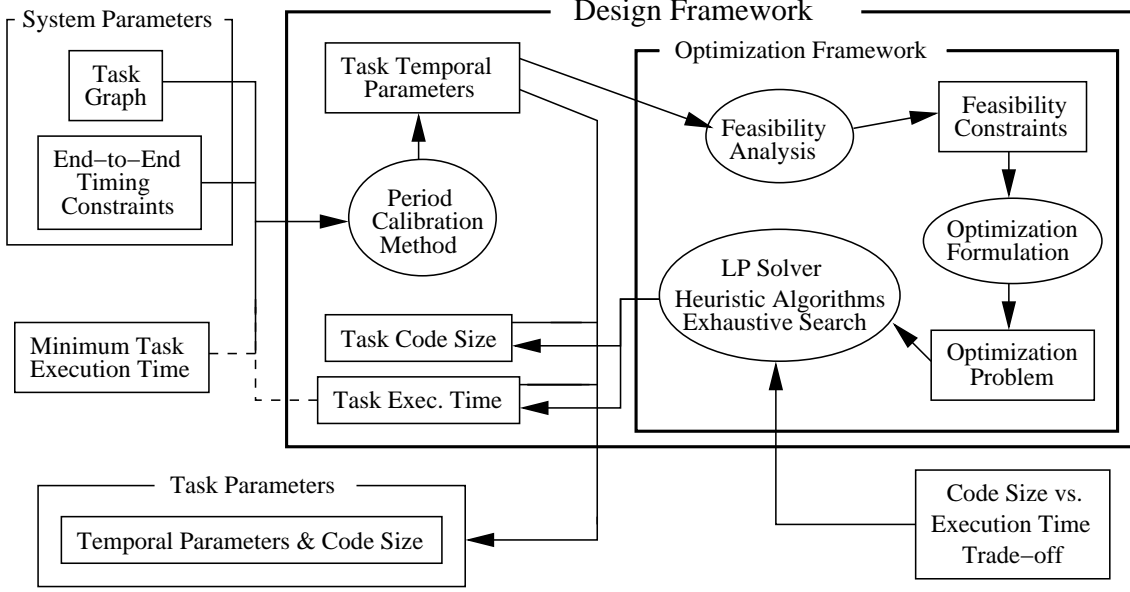 System Parameters
Task
Graph
End−to−End
Timing
Constraints
Minimum Task
Execution Time
Design Framework
Task Temporal
Parameters
Period
Calibration
Method
Task Code Size
Task Exec. Time
Optimization Framework
Feasibility
Analysis
Feasibility
Constraints
Optimization
Formulation
LP Solver
Heuristic Algorithms
Exhaustive Search
Optimization
Problem
Task Parameters
Temporal Parameters & Code Size
Code Size vs.
Execution Time
Trade−off